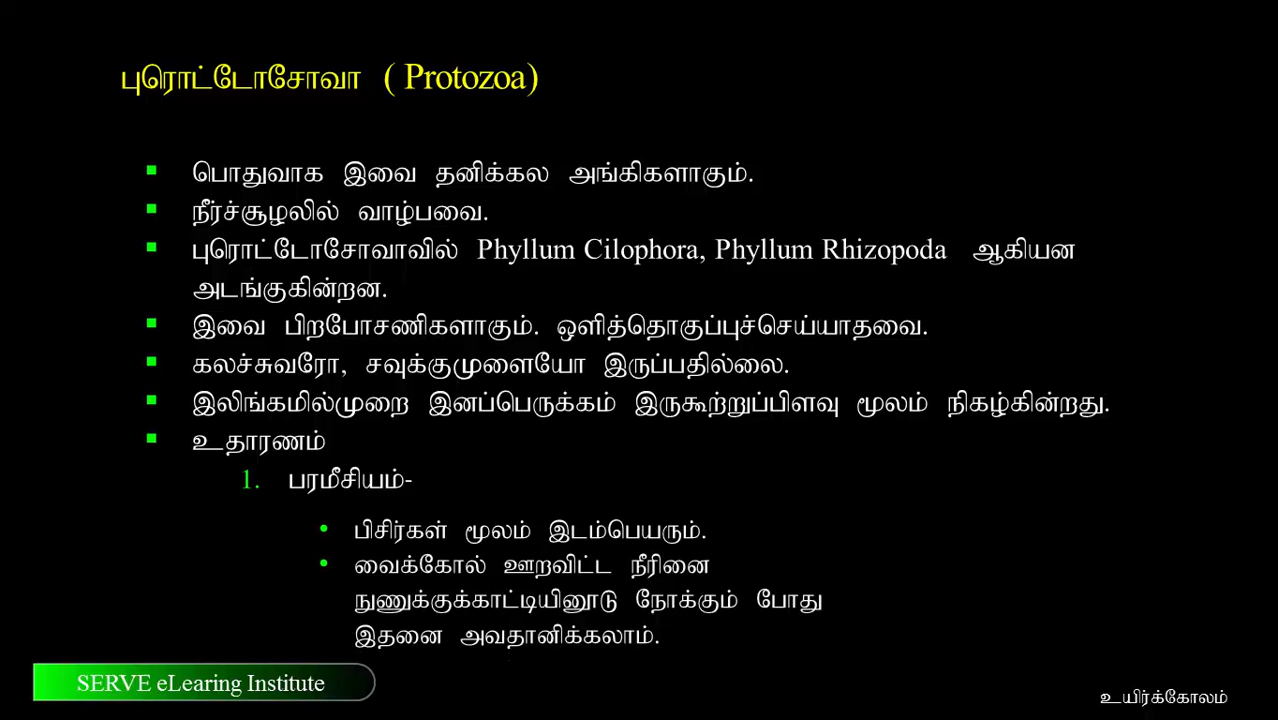 புரொட்டோசோவா ( Protozoa)
▪ பொதுவாக இவை தனிக்கல அங்கிகளாகும்.
▪ நீர்ச்சூழலில் வாழ்பவை.
▪ புரொட்டோசோவாவில் Phyllum Cilophora, Phyllum Rhizopoda ஆகியன
அடங்குகின்றன.
▪ இவை பிறபோசணிகளாகும். ஒளித்தொகுப்புச்செய்யாதவை.
▪ கலச்சுவரோ, சவுக்குமுளையோ இருப்பதில்லை.
▪ இலிங்கமில்முறை இனப்பெருக்கம் இருகூற்றுப்பிளவு மூலம் நிகழ்கின்றது.
▪ உதாரணம்
1. பரமீசியம்-
• பிசிர்கள் மூலம் இடம்பெயரும்.
• வைக்கோல் ஊறவிட்ட நீரினை
நுணுக்குக்காட்டியினூடு நோக்கும் போது
இதனை அவதானிக்கலாம்.
SERVE eLearing Institute
உயிர்க்கோலம்